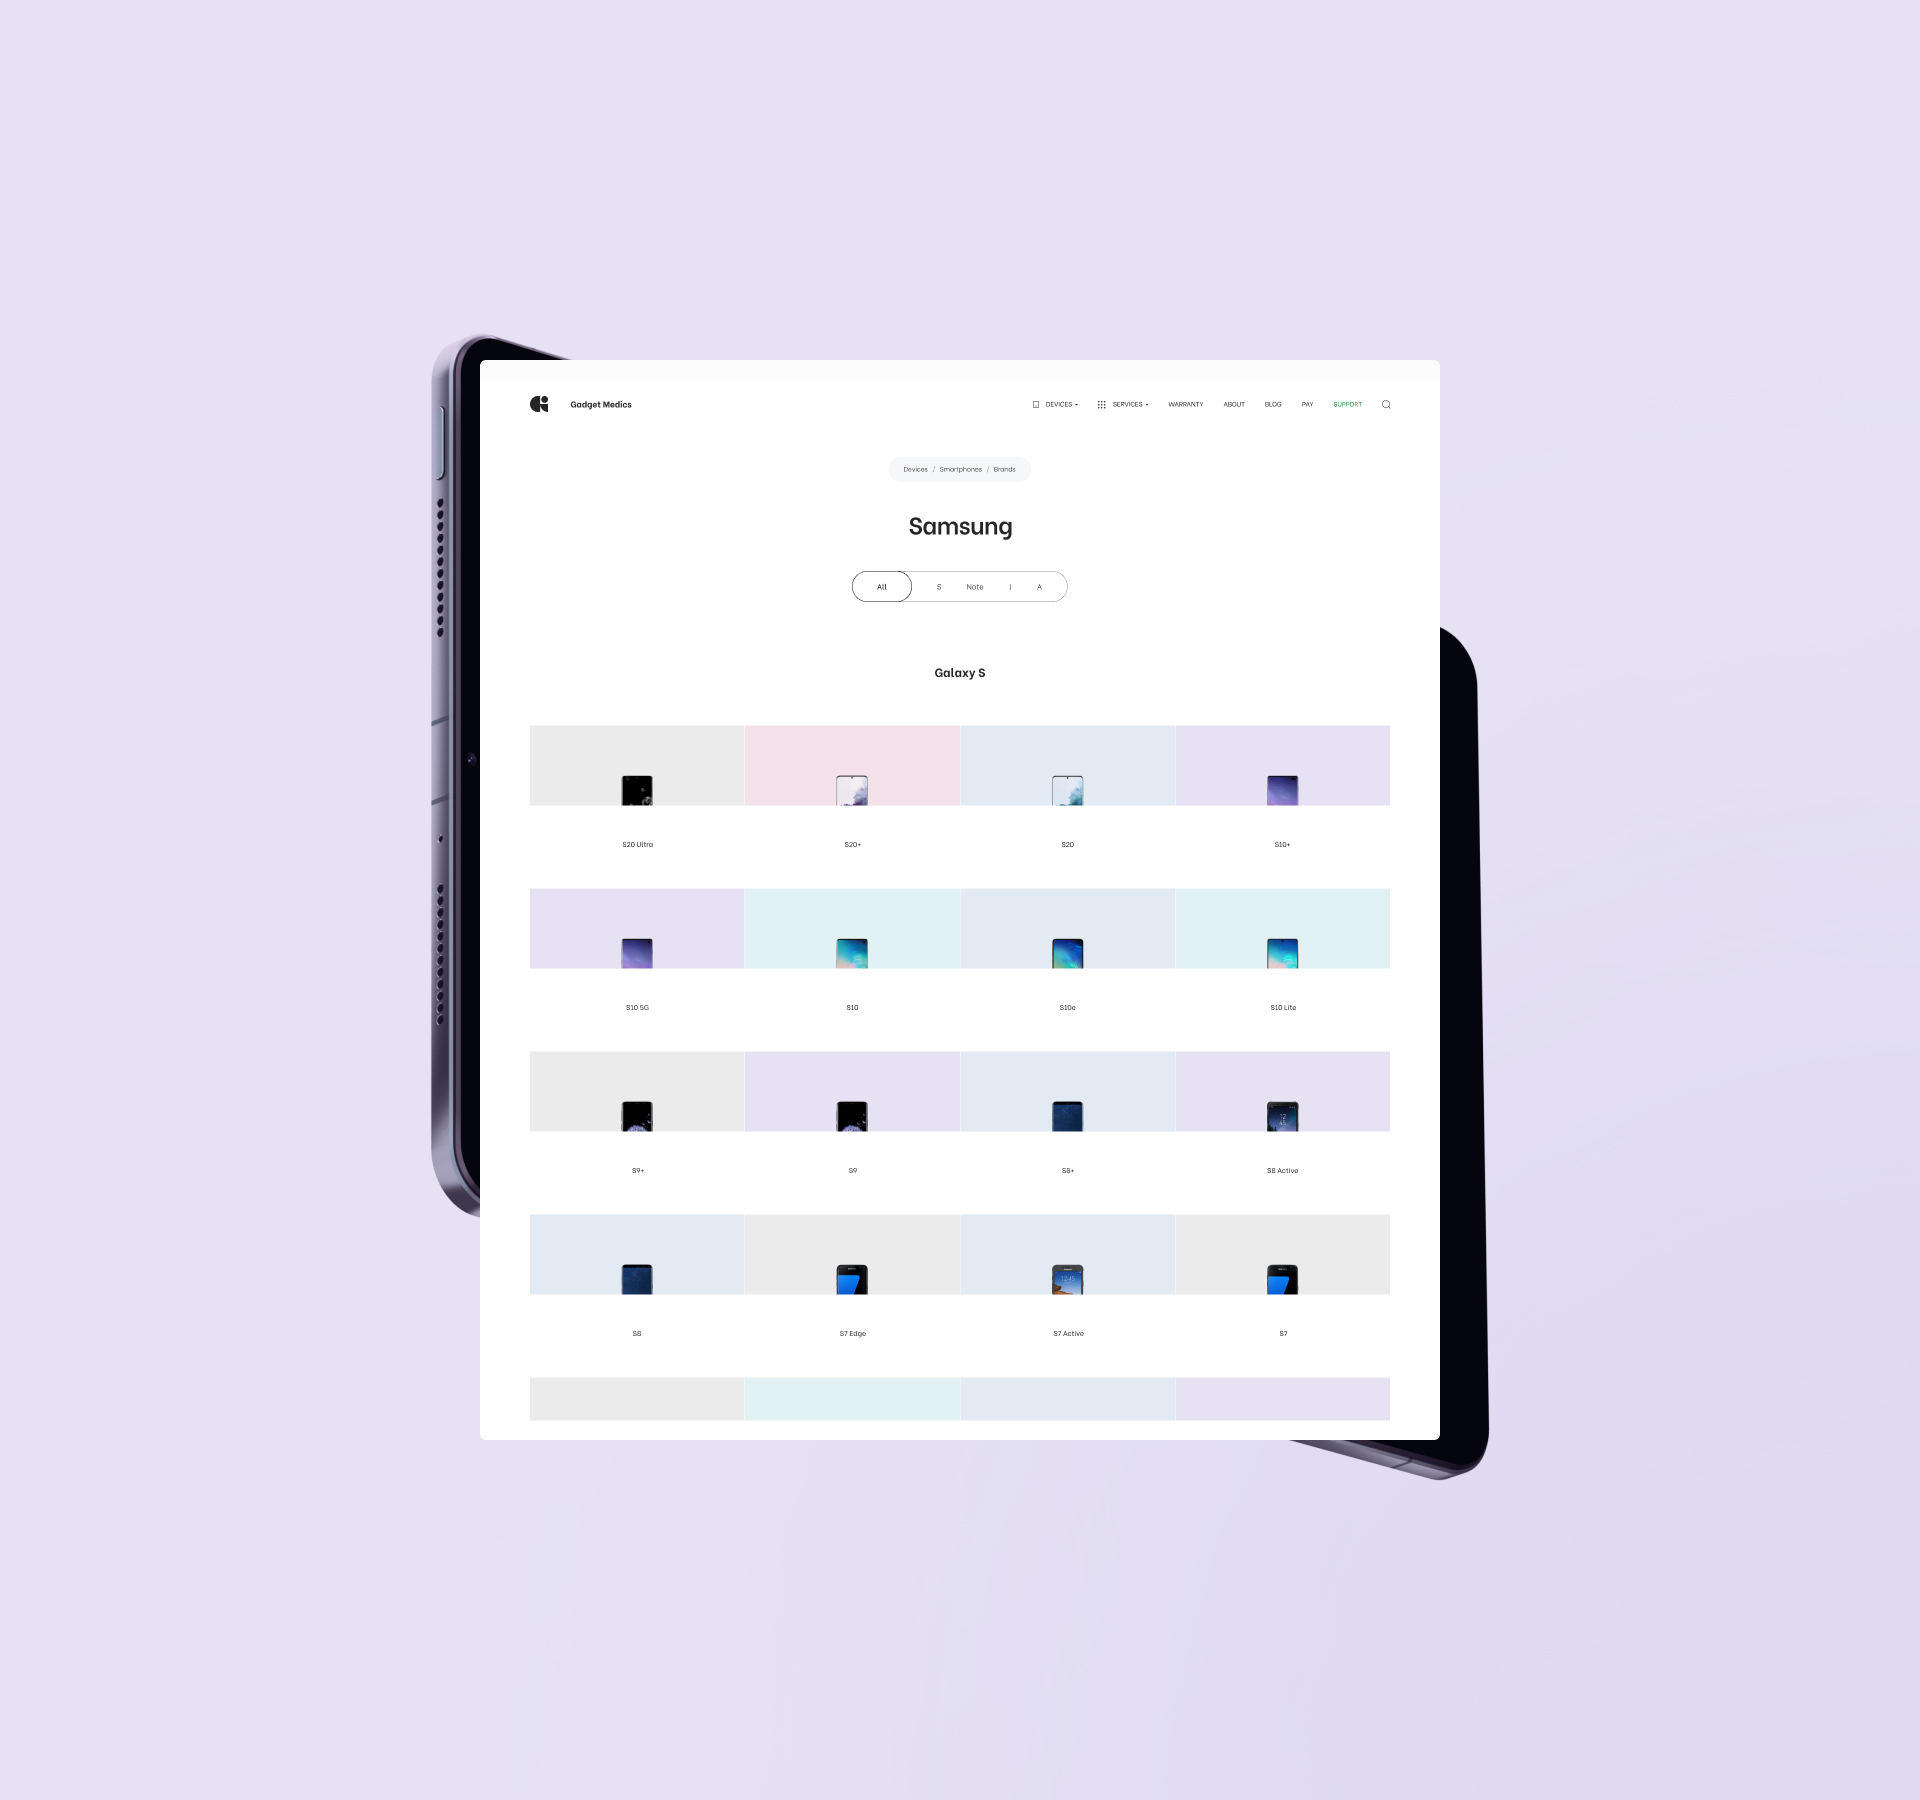 Gadget Medics
DEVICES SERVICES WARRANTY ABOUT BLOG PAY SUPPORT
Devices / Smartphones / Brands
Samsung
All S Note J A
Galaxy S
S20 Ultra S20+ S20 S10+
S10 5G S10 S10e S10 Lite
S9+ S9 S8+ S8 Active
S8 S7 Edge S7 Active S7